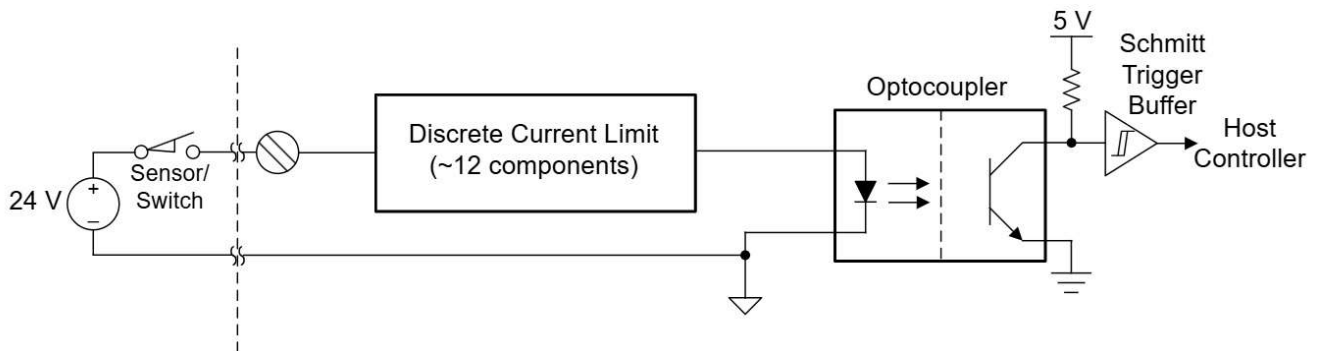 5 V
Schmitt
Trigger
Buffer
Optocoupler
Discrete Current Limit
(~12 components)
Host
Controller
Sensor/
Switch
24 V
+
–